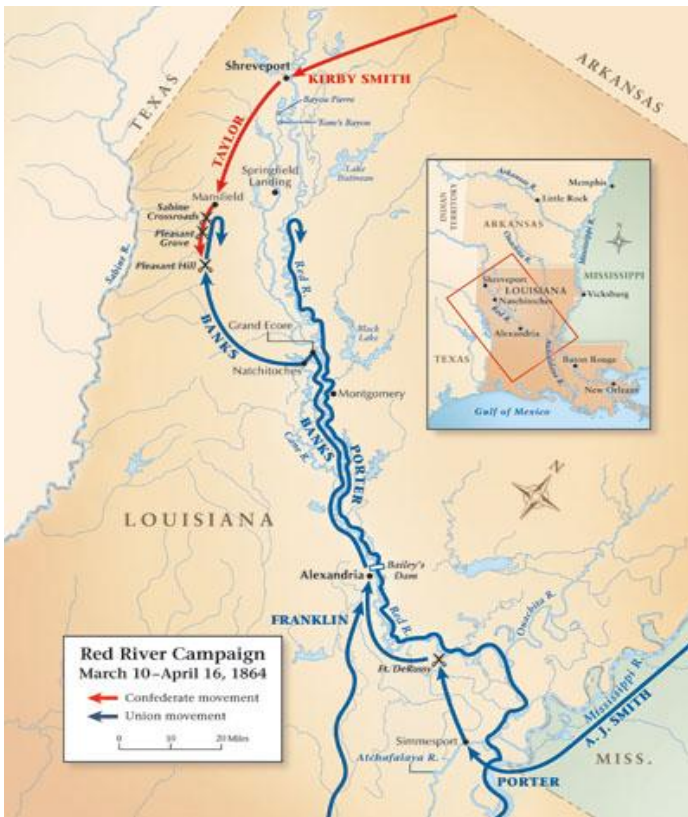 TEXAS
ARKANSAS
Shreveport
KIRBY SMITH
Bayou Pierre
Tone's Bayou
TAYLOR
Springfield
Landing
Lake
Bistineau
Mansfield
Sabine
Crossroads
Pleasant
Grove
Pleasant Hill
Sabine R.
Red R.
BANKS
Grand Ecore
Black
Lake
Natchitoches
Montgomery
BANKS
Cane R.
PORTER
LOUISIANA
N
Alexandria
Bailey's
Dam
FRANKLIN
Red R.
Ouachita R.
Ft. DeRussy
Simmesport
Atchafalaya R.
Mississippi R.
A. J. SMITH
PORTER
MISS.
Red River Campaign
March 10–April 16, 1864
Confederate movement
Union movement
0 10 20 Miles
Arkansas R.
Memphis
INDIAN
TERRITORY
Little Rock
ARKANSAS
Ouachita R.
Mississippi R.
N
MISSISSIPPI
Shreveport
LOUISIANA
Natchitoches
Vicksburg
Red R.
Alexandria
TEXAS
Baton Rouge
New Orleans
Gulf of Mexico